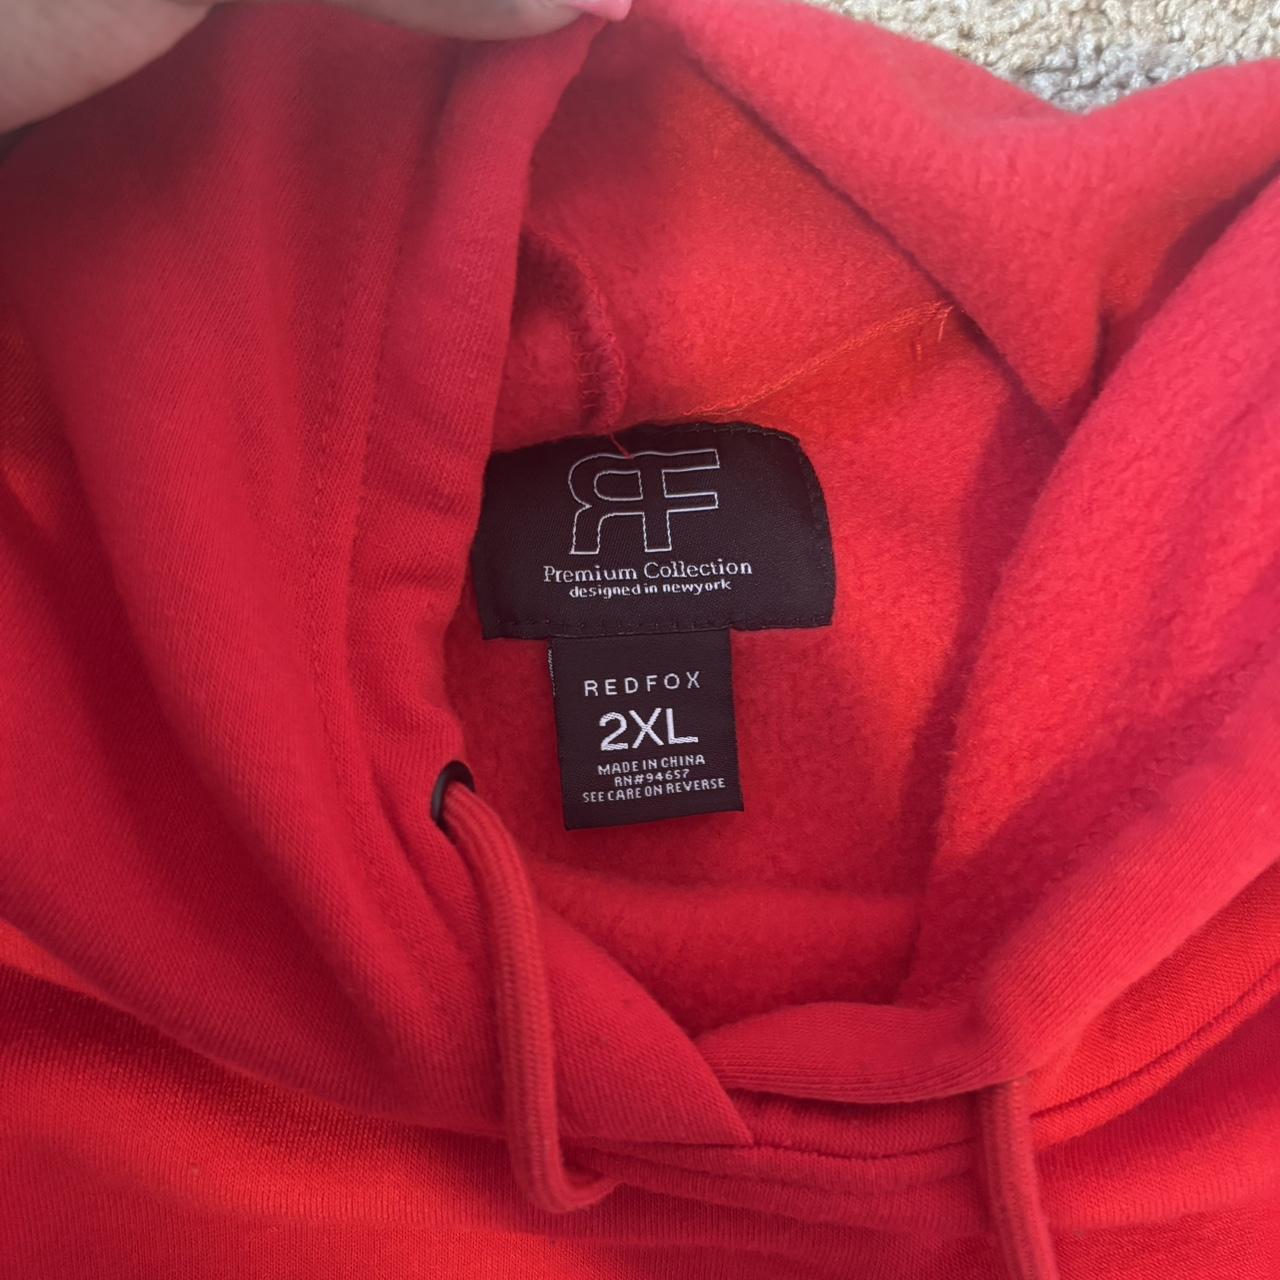 RF
Premium Collection
designed in newyork
REDFOX
2XL
MADE IN CHINA
RN#94657
SEE CARE ON REVERSE